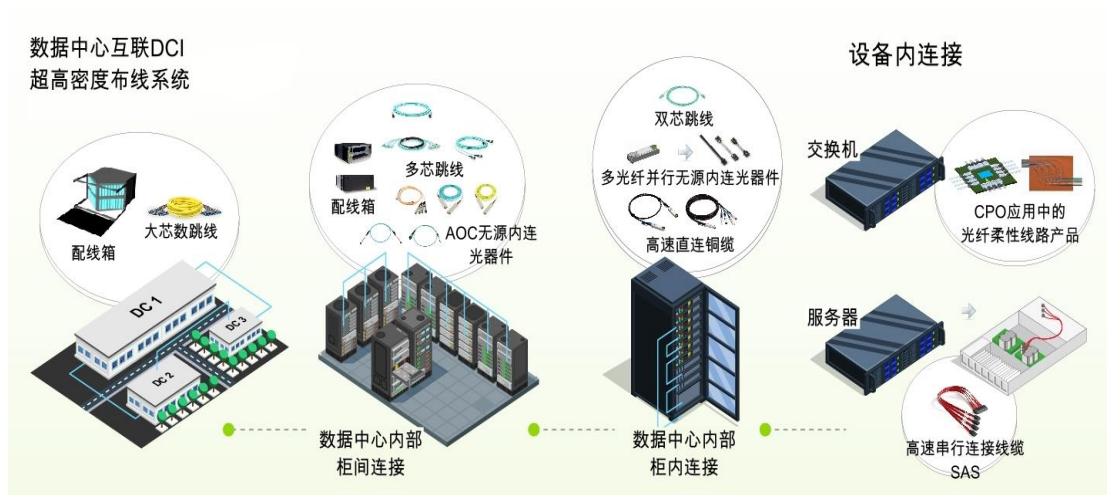 数据中心互联DCI
超高密度布线系统
配线箱
大芯数跳线
DC 1
DC 2
DC 3
多芯跳线
配线箱
AOC无源内连
光器件
数据中心内部
柜间连接
双芯跳线
多光纤并行无源内连光器件
高速直连铜缆
数据中心内部
柜内连接
设备内连接
交换机
CPO应用中的
光纤柔性线路产品
服务器
高速串行连接线缆
SAS